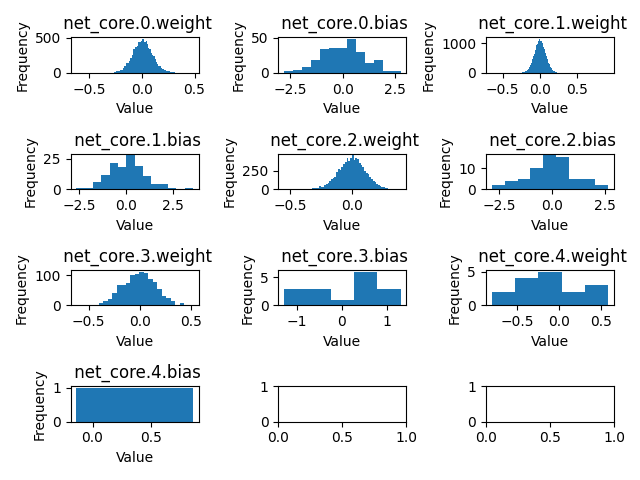 net_core.0.weight
Frequency
500
0
−0.5 0.0 0.5
Value
net_core.0.bias
Frequency
50
0
−2.5 0.0 2.5
Value
net_core.1.weight
Frequency
1000
0
−0.5 0.0 0.5
Value
net_core.1.bias
Frequency
25
0
−2.5 0.0 2.5
Value
net_core.2.weight
Frequency
250
0
−0.5 0.0
Value
net_core.2.bias
Frequency
10
0
−2.5 0.0 2.5
Value
net_core.3.weight
Frequency
100
0
−0.5 0.0 0.5
Value
net_core.3.bias
Frequency
5
0
−1 0 1
Value
net_core.4.weight
Frequency
5
0
−0.5 0.0 0.5
Value
net_core.4.bias
Frequency
1
0
0.0 0.5
Value
1
0
0.0 0.5 1.0
1
0
0.0 0.5 1.0